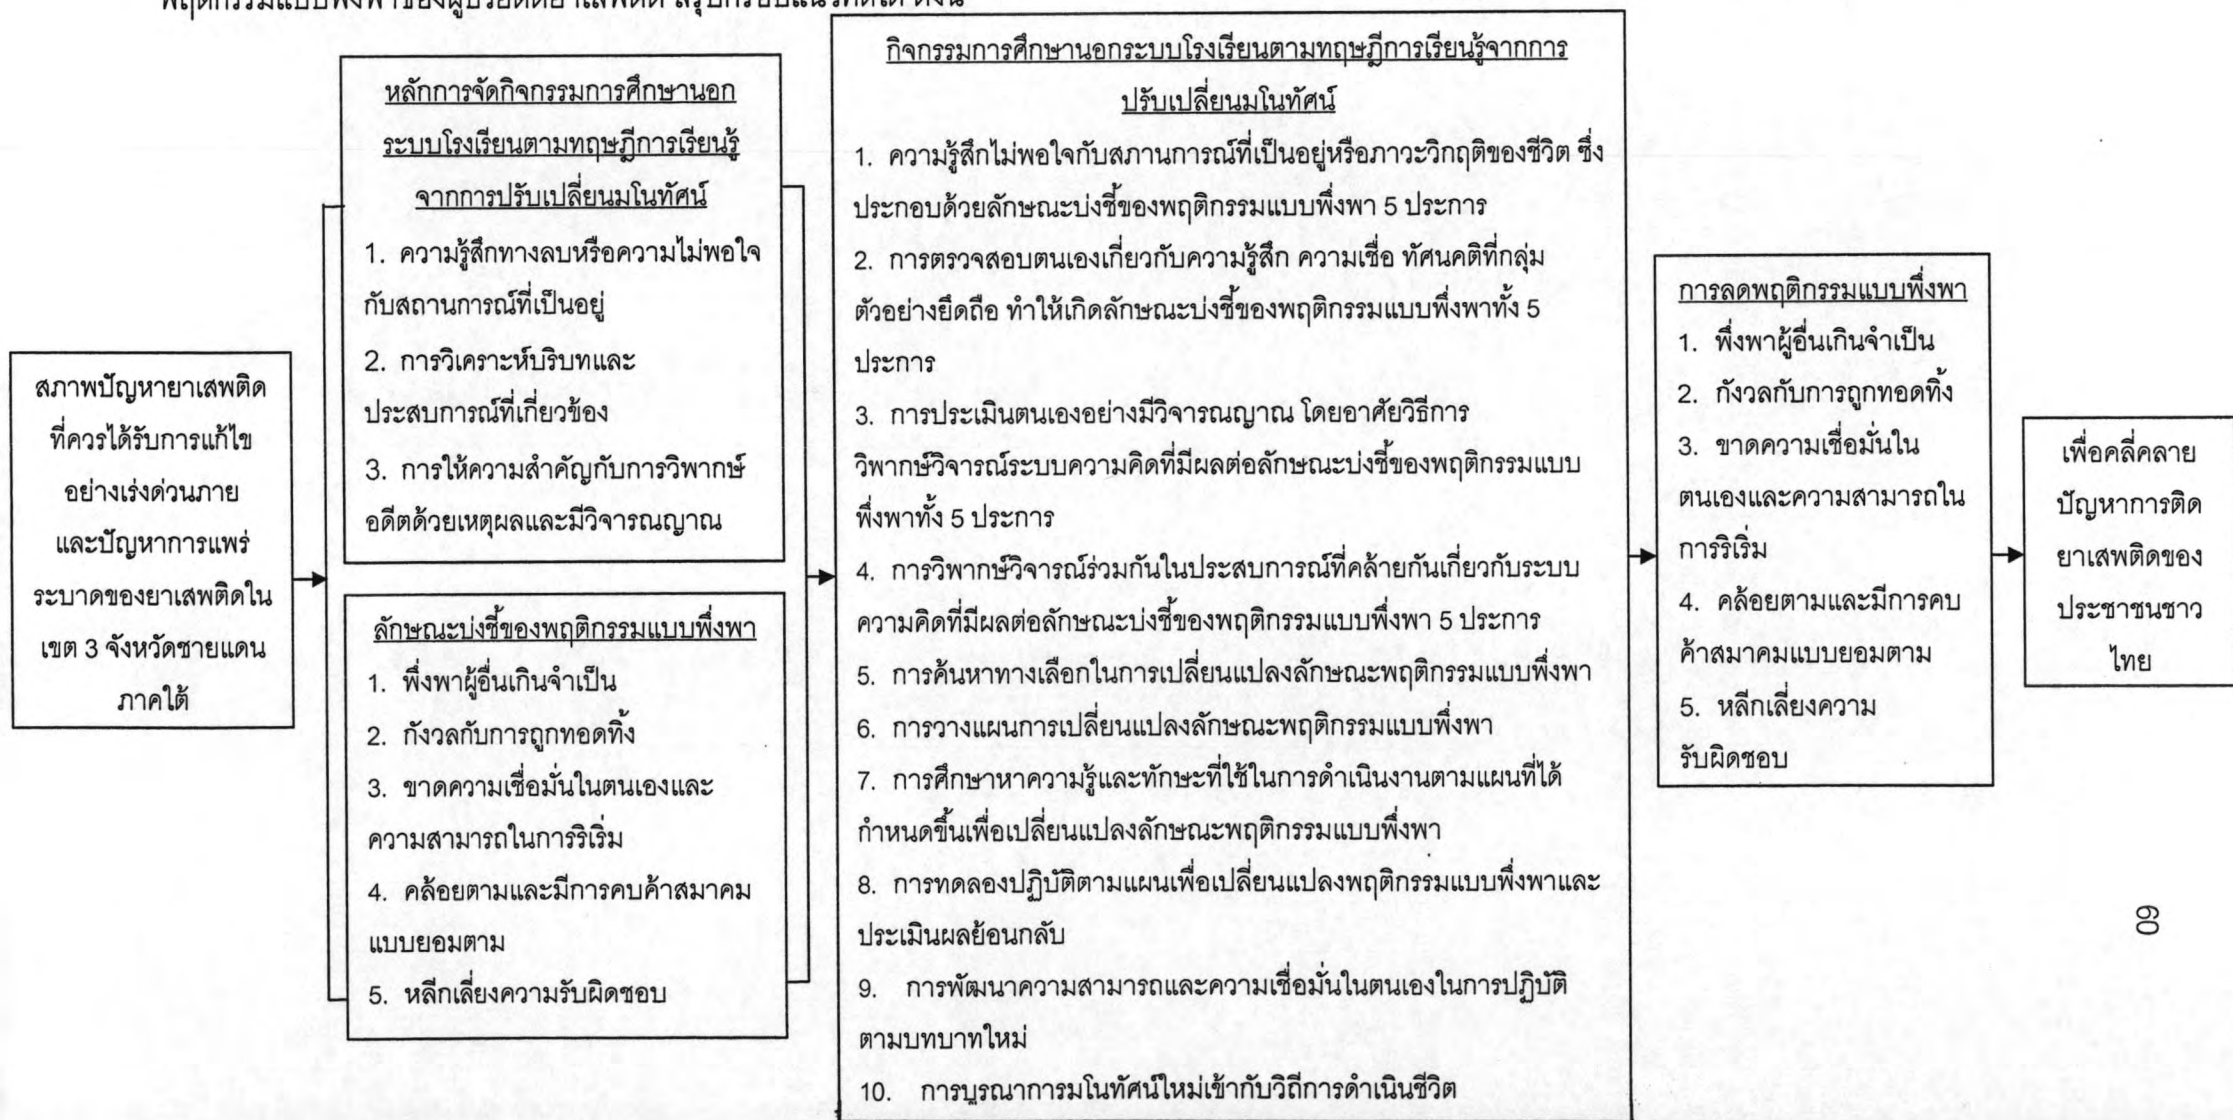 พฤติกรรมแบบพึ่งพาของผู้ป่วยติดยาเสพติด สรุปกรอบแนวคิดได้ ดังนี้
สภาพปัญหายาเสพติด
ที่ควรได้รับการแก้ไข
อย่างเร่งด่วนภาย
และปัญหาการแพร่
ระบาดของยาเสพติดใน
เขต 3 จังหวัดชายแดน
ภาคใต้
หลักการจัดกิจกรรมการศึกษานอก
ระบบโรงเรียนตามทฤษฎีการเรียนรู้
จากการปรับเปลี่ยนมโนทัศน์
1. ความรู้สึกทางลบหรือความไม่พอใจ
กับสถานการณ์ที่เป็นอยู่
2. การวิเคราะห์บริบทและ
ประสบการณ์ที่เกี่ยวข้อง
3. การให้ความสำคัญกับการวิพากษ์
อดีตด้วยเหตุผลและมีวิจารณญาณ
ลักษณะบ่งชี้ของพฤติกรรมแบบพึ่งพา
1. พึ่งพาผู้อื่นเกินจำเป็น
2. กังวลกับการถูกทอดทิ้ง
3. ขาดความเชื่อมั่นในตนเองและ
ความสามารถในการริเริ่ม
4. คล้อยตามและมีการคบค้าสมาคม
แบบยอมตาม
5. หลีกเลี่ยงความรับผิดชอบ
กิจกรรมการศึกษานอกระบบโรงเรียนตามทฤษฎีการเรียนรู้จากการ
ปรับเปลี่ยนมโนทัศน์
1. ความรู้สึกไม่พอใจกับสภานการณ์ที่เป็นอยู่หรือภาวะวิกฤติของชีวิต ซึ่ง
ประกอบด้วยลักษณะบ่งชี้ของพฤติกรรมแบบพึ่งพา 5 ประการ
2. การตรวจสอบตนเองเกี่ยวกับความรู้สึก ความเชื่อ ทัศนคติที่กลุ่ม
ตัวอย่างยึดถือ ทำให้เกิดลักษณะบ่งชี้ของพฤติกรรมแบบพึ่งพาทั้ง 5
ประการ
3. การประเมินตนเองอย่างมีวิจารณญาณ โดยอาศัยวิธีการ
วิพากษ์วิจารณ์ระบบความคิดที่มีผลต่อลักษณะบ่งชี้ของพฤติกรรมแบบ
พึ่งพาทั้ง 5 ประการ
4. การวิพากษ์วิจารณ์ร่วมกันในประสบการณ์ที่คล้ายกันเกี่ยวกับระบบ
ความคิดที่มีผลต่อลักษณะบ่งชี้ของพฤติกรรมแบบพึ่งพา 5 ประการ
5. การค้นหาทางเลือกในการเปลี่ยนแปลงลักษณะพฤติกรรมแบบพึ่งพา
6. การวางแผนการเปลี่ยนแปลงลักษณะพฤติกรรมแบบพึ่งพา
7. การศึกษาหาความรู้และทักษะที่ใช้ในการดำเนินงานตามแผนที่ได้
กำหนดขึ้นเพื่อเปลี่ยนแปลงลักษณะพฤติกรรมแบบพึ่งพา
8. การทดลองปฏิบัติตามแผนเพื่อเปลี่ยนแปลงพฤติกรรมแบบพึ่งพาและ
ประเมินผลย้อนกลับ
9. การพัฒนาความสามารถและความเชื่อมั่นในตนเองในการปฏิบัติ
ตามบทบาทใหม่
10. การบูรณาการมโนทัศน์ใหม่เข้ากับวิถีการดำเนินชีวิต
การลดพฤติกรรมแบบพึ่งพา
1. พึ่งพาผู้อื่นเกินจำเป็น
2. กังวลกับการถูกทอดทิ้ง
3. ขาดความเชื่อมั่นใน
ตนเองและความสามารถใน
การริเริ่ม
4. คล้อยตามและมีการคบ
ค้าสมาคมแบบยอมตาม
5. หลีกเลี่ยงความ
รับผิดชอบ
เพื่อคลี่คลาย
ปัญหาการติด
ยาเสพติดของ
ประชาชนชาว
ไทย
60